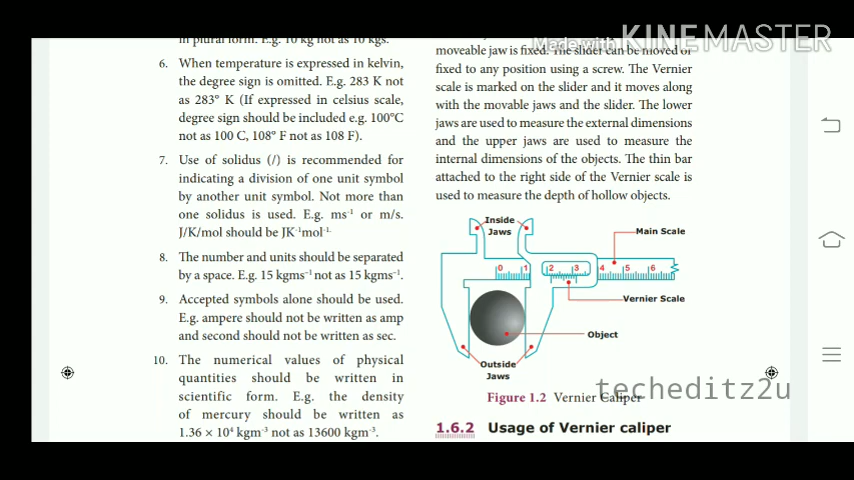 in plural form. E.g. 10 kg not as 10 kgs.
6. When temperature is expressed in kelvin,
the degree sign is omitted. E.g. 283 K not
as 283° K (If expressed in celsius scale,
degree sign should be included e.g. 100°C
not as 100 C, 108° F not as 108 F).
7. Use of solidus (/) is recommended for
indicating a division of one unit symbol
by another unit symbol. Not more than
one solidus is used. E.g. ms⁻¹ or m/s.
J/K/mol should be JK⁻¹mol⁻¹.
8. The number and units should be separated
by a space. E.g. 15 kgms⁻¹ not as 15 kgms⁻¹.
9. Accepted symbols alone should be used.
E.g. ampere should not be written as amp
and second should not be written as sec.
10. The numerical values of physical
quantities should be written in
scientific form. E.g. the density
of mercury should be written as
1.36 × 10⁴ kgm⁻³ not as 13600 kgm⁻³.
Made with KINEMASTER
moveable jaw is fixed. The slider can be moved or
fixed to any position using a screw. The Vernier
scale is marked on the slider and it moves along
with the movable jaws and the slider. The lower
jaws are used to measure the external dimensions
and the upper jaws are used to measure the
internal dimensions of the objects. The thin bar
attached to the right side of the Vernier scale is
used to measure the depth of hollow objects.
Inside
Jaws
Main Scale
0 1 2 3 4 5 6
Vernier Scale
Object
Outside
Jaws
techeditz2u
Figure 1.2 Vernier Caliper
1.6.2 Usage of Vernier caliper